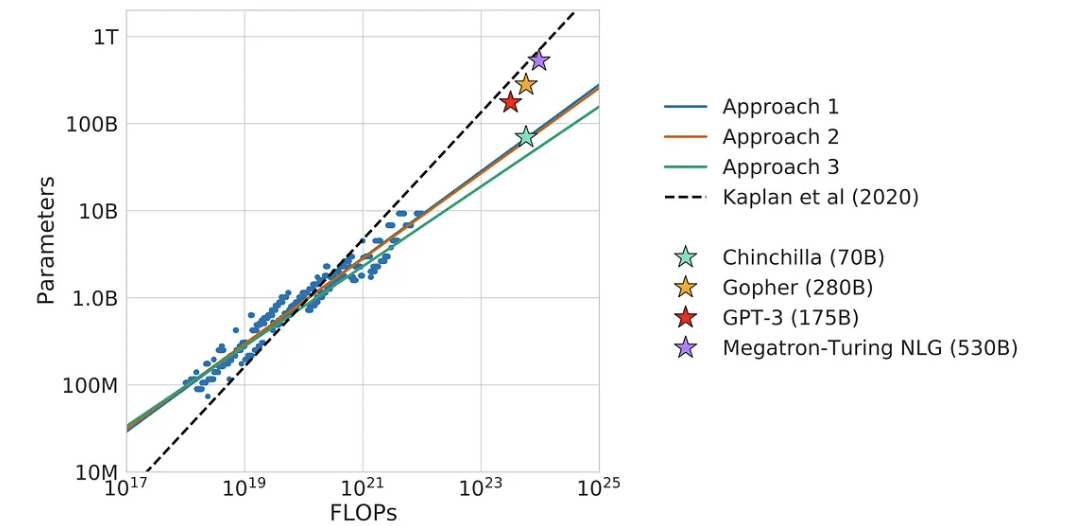 1T
100B
10B
1.0B
100M
10M
Parameters
10^17
10^19
10^21
10^23
10^25
FLOPs
Approach 1
Approach 2
Approach 3
Kaplan et al (2020)
Chinchilla (70B)
Gopher (280B)
GPT-3 (175B)
Megatron-Turing NLG (530B)